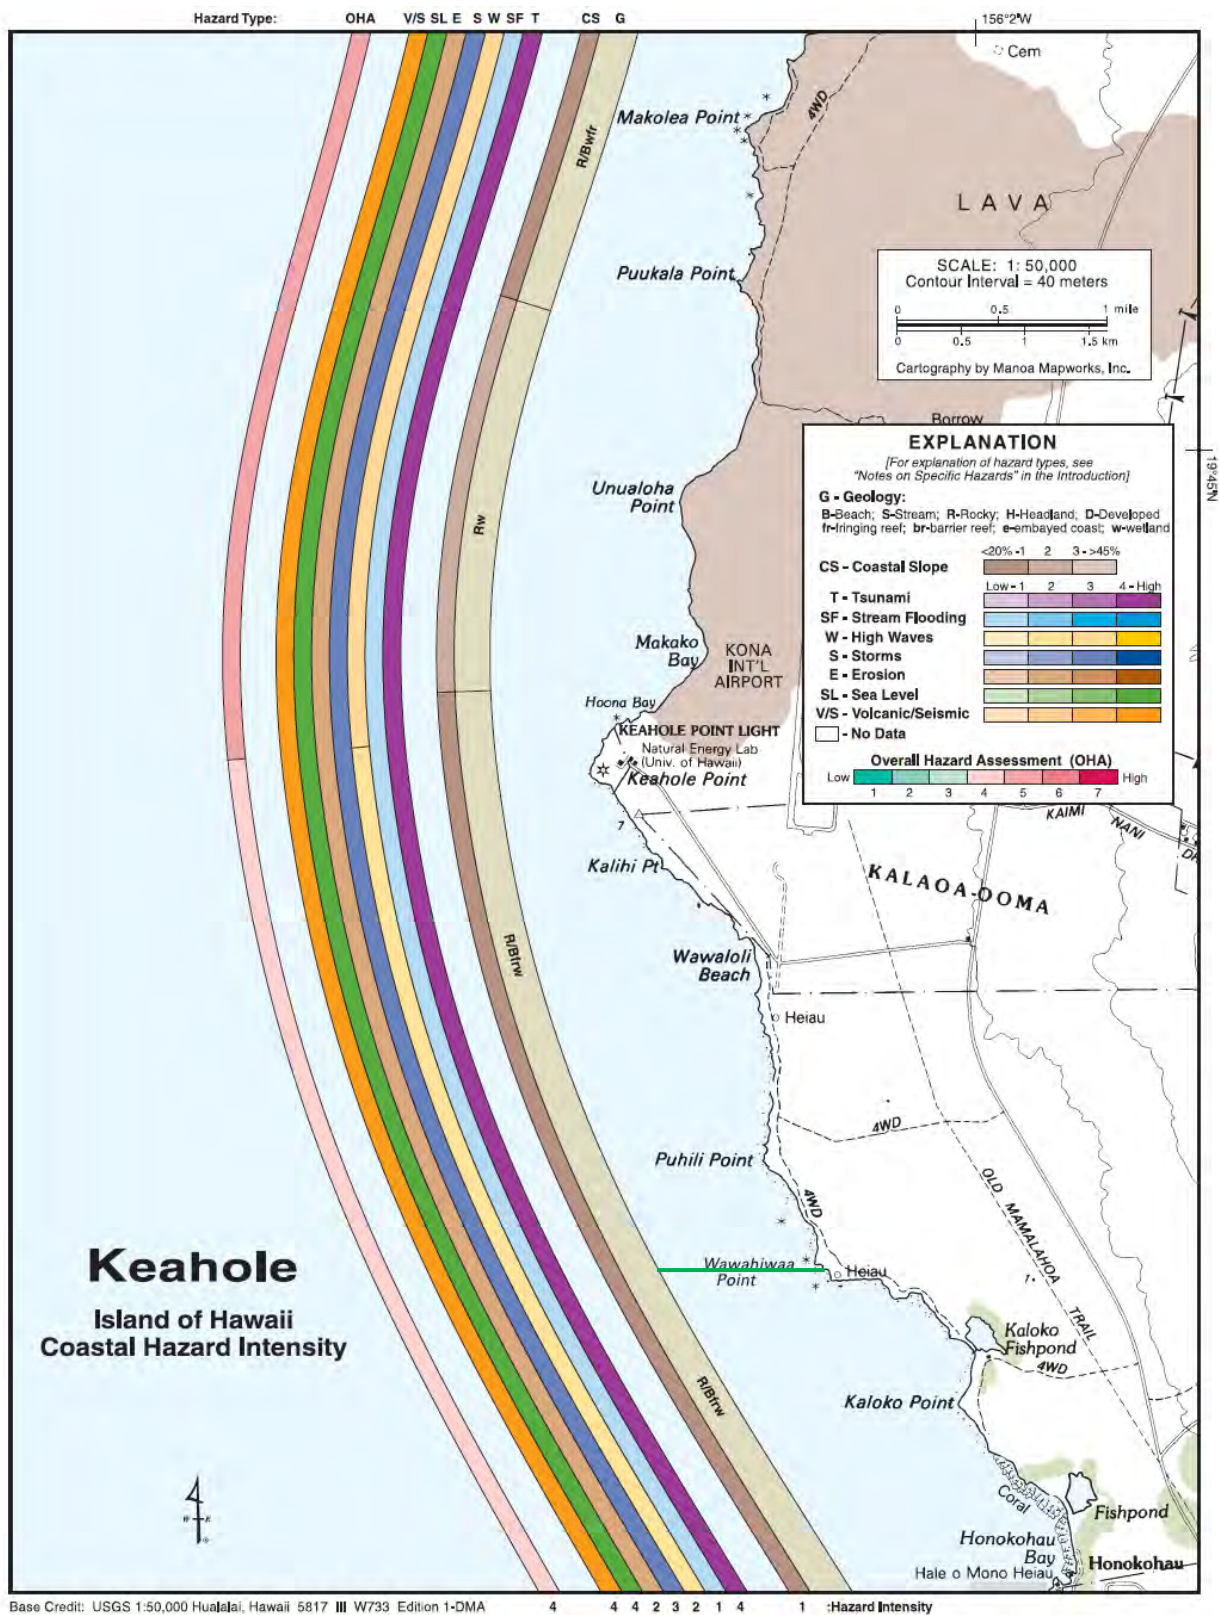 Hazard Type: OHA V/S SL E S W SF T CS G
156°2'W
Cem
4WD
Makolea Point
R/Bwfr
LAVA
SCALE: 1: 50,000
Contour Interval = 40 meters
0 0.5 1 mile
0 0.5 1 1.5 km
Cartography by Manoa Mapworks, Inc.
Puukala Point
Borrow
19°45'N
EXPLANATION
[For explanation of hazard types, see
"Notes on Specific Hazards" in the Introduction]
G - Geology:
B-Beach; S-Stream; R-Rocky; H-Headland; D-Developed
fr-fringing reef; br-barrier reef; e-embayed coast; w-wetland
<20% -1 2 3 - >45%
CS - Coastal Slope
Low - 1 2 3 4 - High
T - Tsunami
SF - Stream Flooding
W - High Waves
S - Storms
E - Erosion
SL - Sea Level
V/S - Volcanic/Seismic
- No Data
Overall Hazard Assessment (OHA)
Low High
1 2 3 4 5 6 7
Unualoha
Point
Rw
Makako
Bay
KONA
INT'L
AIRPORT
Hoona Bay
KEAHOLE POINT LIGHT
Natural Energy Lab
(Univ. of Hawaii)
Keahole Point
7
KAIMI
NANI
DR
Kalihi Pt
KALAOA-OOMA
R/Bfrw
Wawaloli
Beach
Heiau
4WD
Puhili Point
4WD
OLD MAMALAHOA TRAIL
Wawahiwaa
Point
Heiau
Keahole
Island of Hawaii
Coastal Hazard Intensity
Kaloko
Fishpond
4WD
R/Bfrw
Kaloko Point
Coral
Fishpond
Honokohau
Bay
Honokohau
Hale o Mono Heiau
Base Credit: USGS 1:50,000 Hualalai, Hawaii 5817 III W733 Edition 1-DMA 4 4 4 2 3 2 1 4 1 :Hazard Intensity